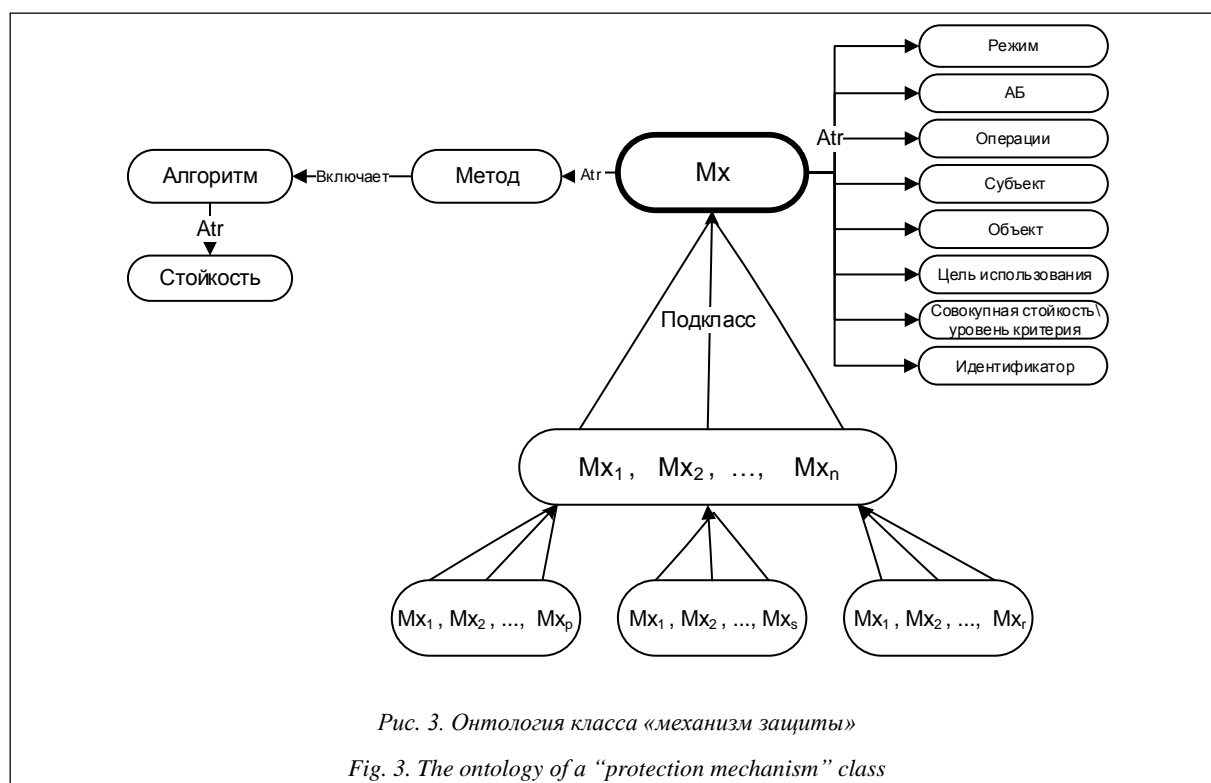 Режим
АБ
Atr
Операции
Mx
Atr
Метод
Включает
Алгоритм
Субъект
Atr
Объект
Стойкость
Цель использования
Совокупная стойкость\
уровень критерия
Идентификатор
Подкласс
Mx₁ , Mx₂ , ..., Mxₙ
Mx₁ , Mx₂ , ..., Mxₚ
Mx₁ , Mx₂ , ..., Mxₛ
Mx₁ , Mx₂ , ..., Mxᵣ
Рис. 3. Онтология класса «механизм защиты»
Fig. 3. The ontology of a “protection mechanism” class